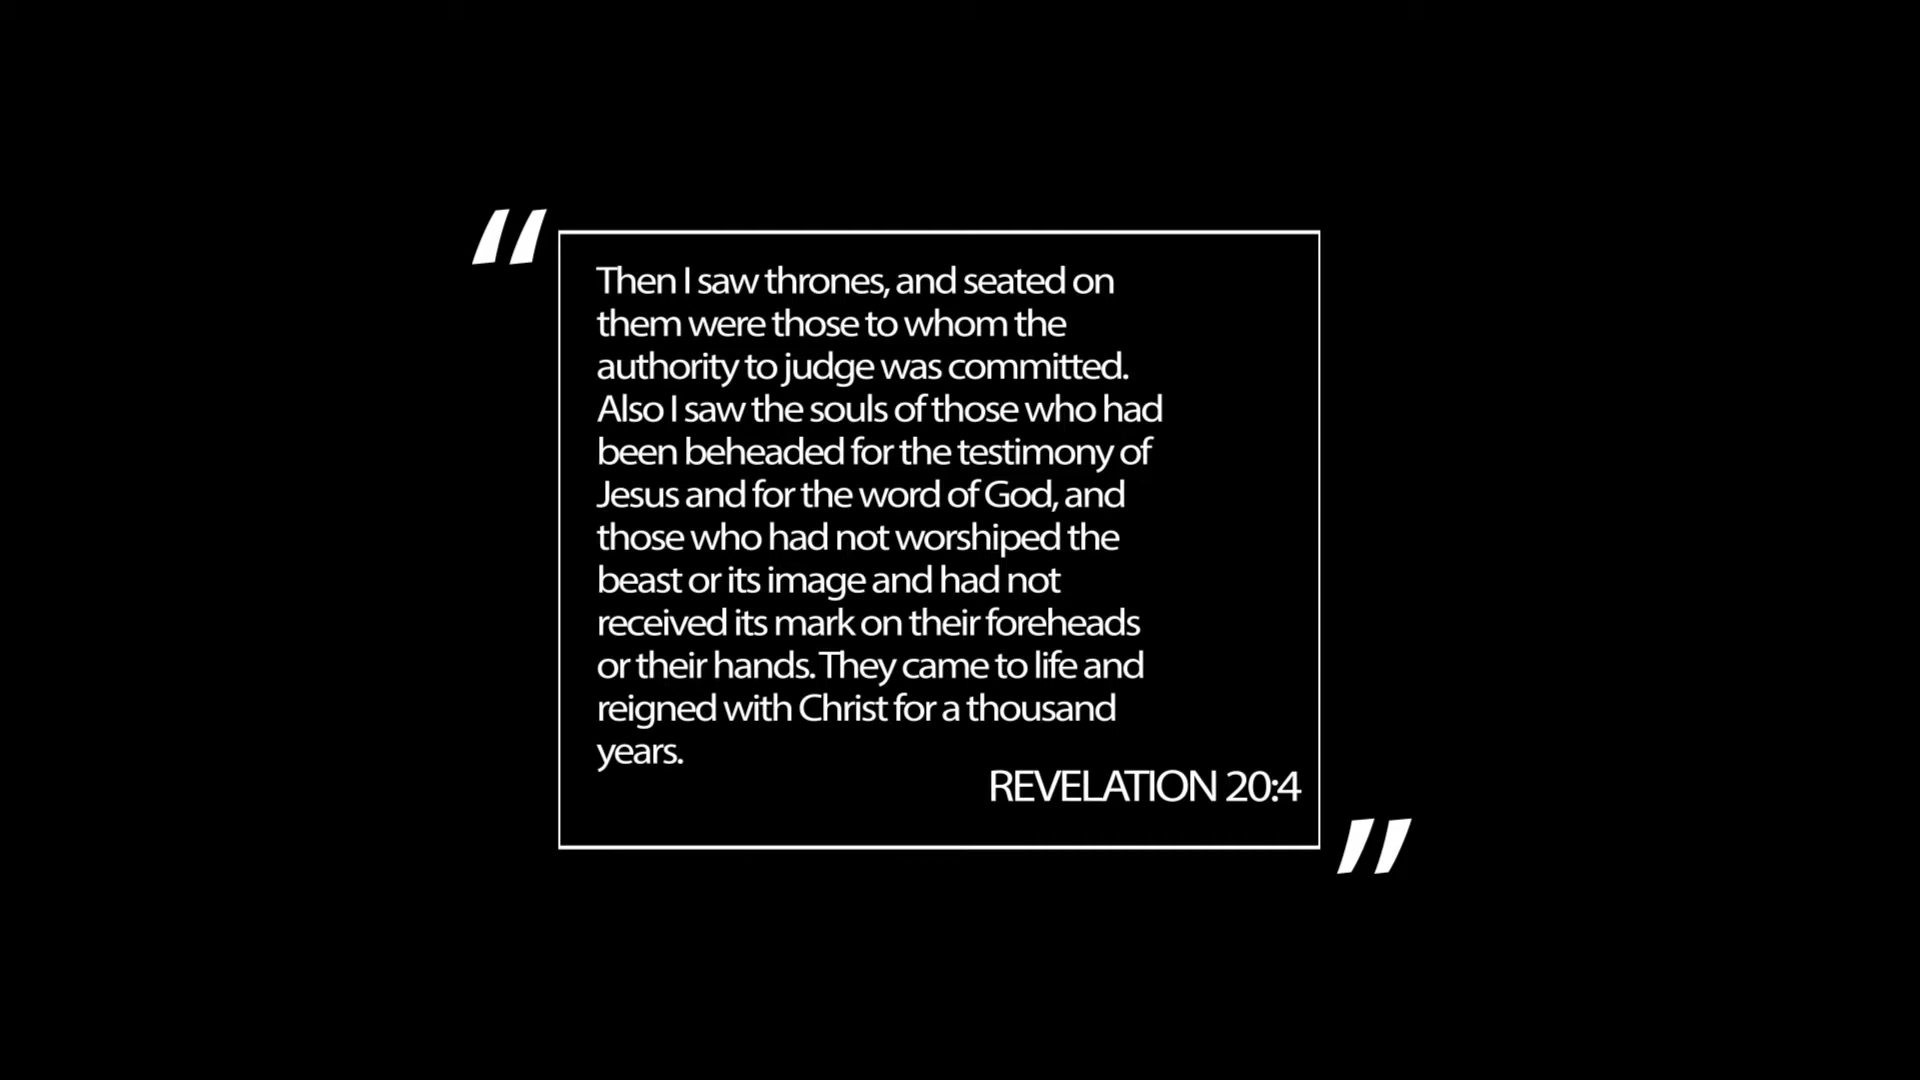 “
Then I saw thrones, and seated on
them were those to whom the
authority to judge was committed.
Also I saw the souls of those who had
been beheaded for the testimony of
Jesus and for the word of God, and
those who had not worshiped the
beast or its image and had not
received its mark on their foreheads
or their hands. They came to life and
reigned with Christ for a thousand
years.
REVELATION 20:4
”